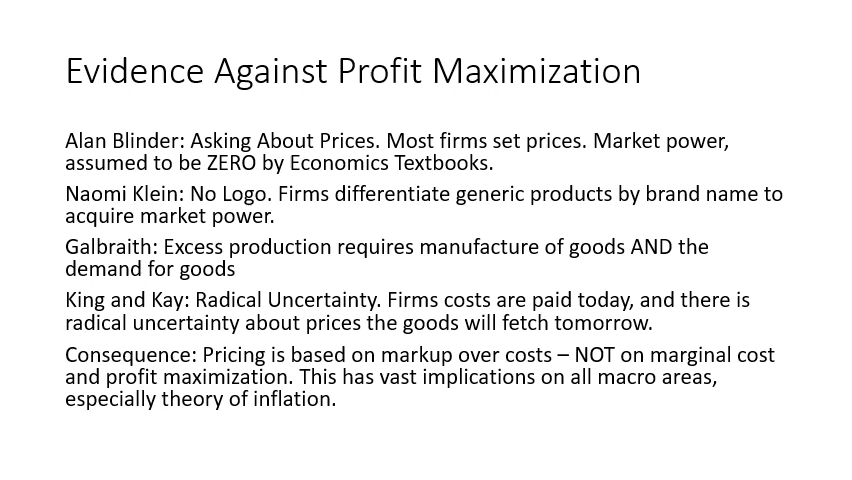 Evidence Against Profit Maximization
Alan Blinder: Asking About Prices. Most firms set prices. Market power,
assumed to be ZERO by Economics Textbooks.
Naomi Klein: No Logo. Firms differentiate generic products by brand name to
acquire market power.
Galbraith: Excess production requires manufacture of goods AND the
demand for goods
King and Kay: Radical Uncertainty. Firms costs are paid today, and there is
radical uncertainty about prices the goods will fetch tomorrow.
Consequence: Pricing is based on markup over costs – NOT on marginal cost
and profit maximization. This has vast implications on all macro areas,
especially theory of inflation.